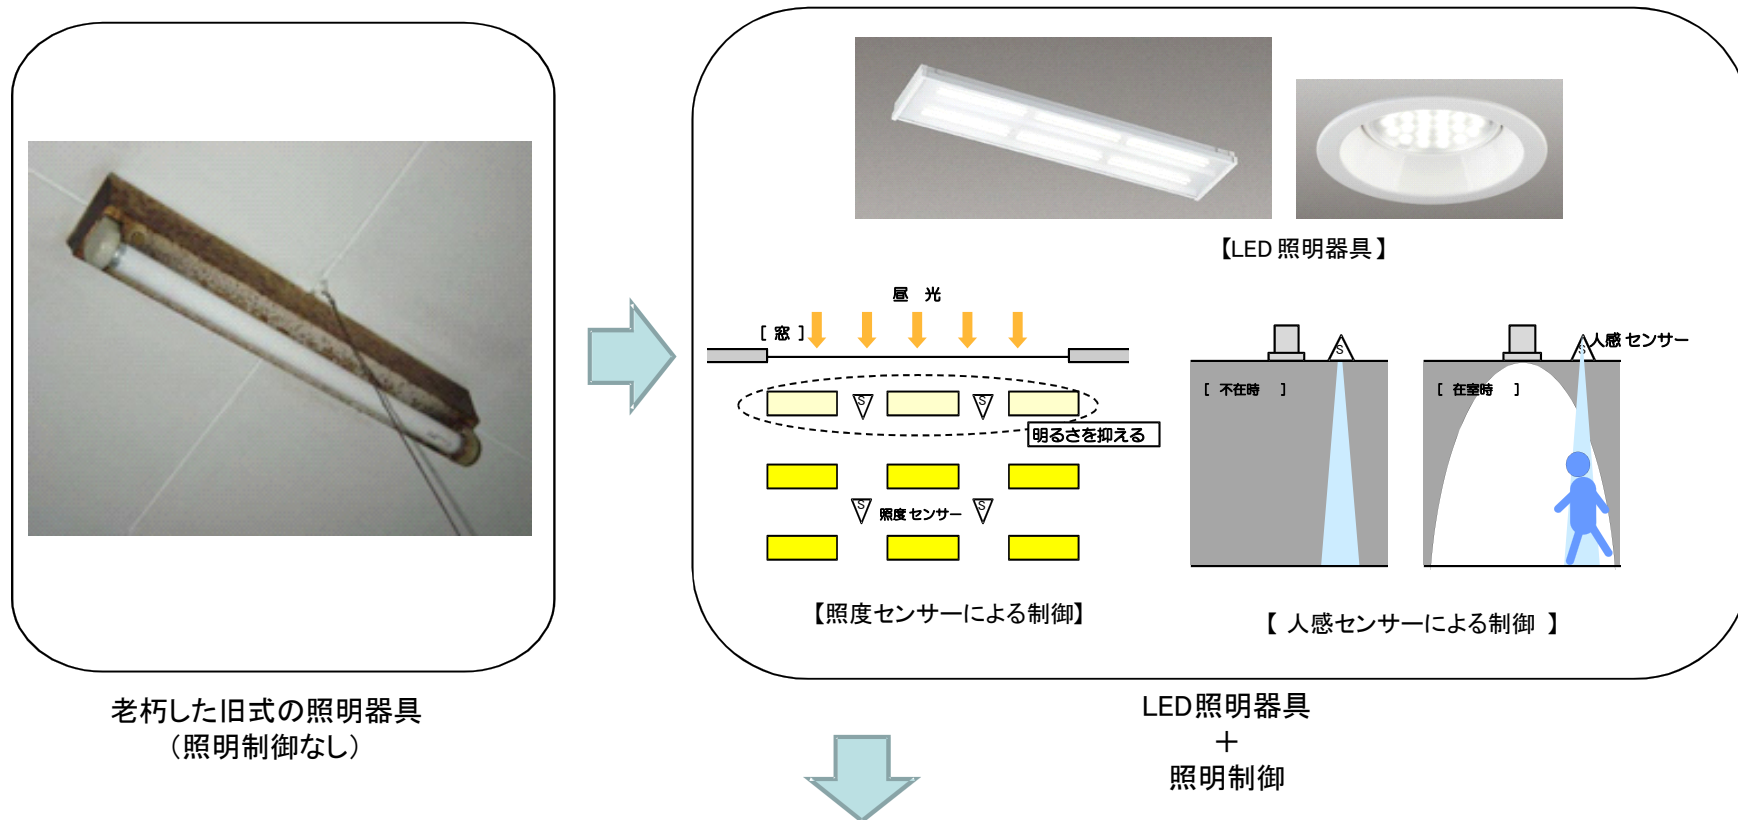 【LED 照明器具】
昼　光
[ 窓 ]
S
S
明るさを抑える
S
照度 センサー
S
【照度センサーによる制御】
S
[ 不在時 ]
S
人感 センサー
[ 在室時 ]
【 人感センサーによる制御 】
老朽した旧式の照明器具
（照明制御なし）
LED照明器具
＋
照明制御